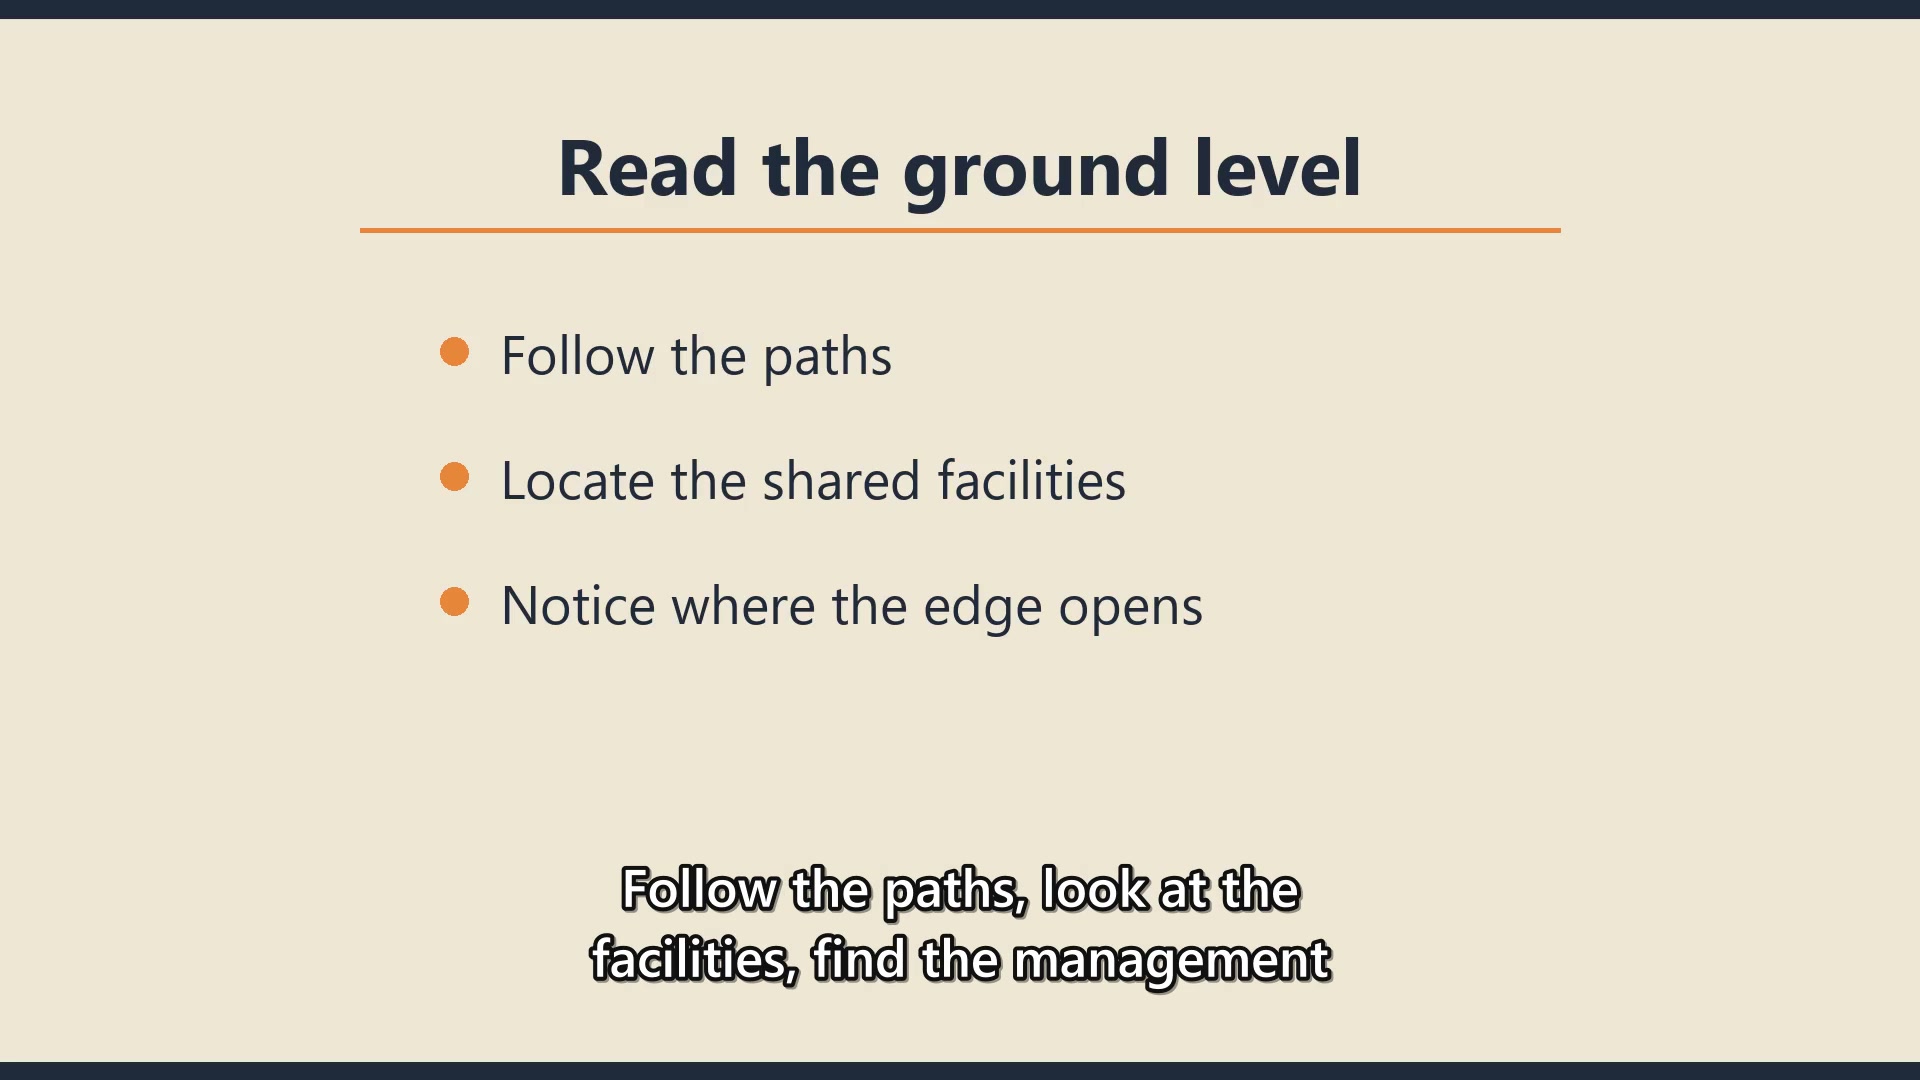 Read the ground level
Follow the paths
Locate the shared facilities
Notice where the edge opens
Follow the paths, look at the
facilities, find the management